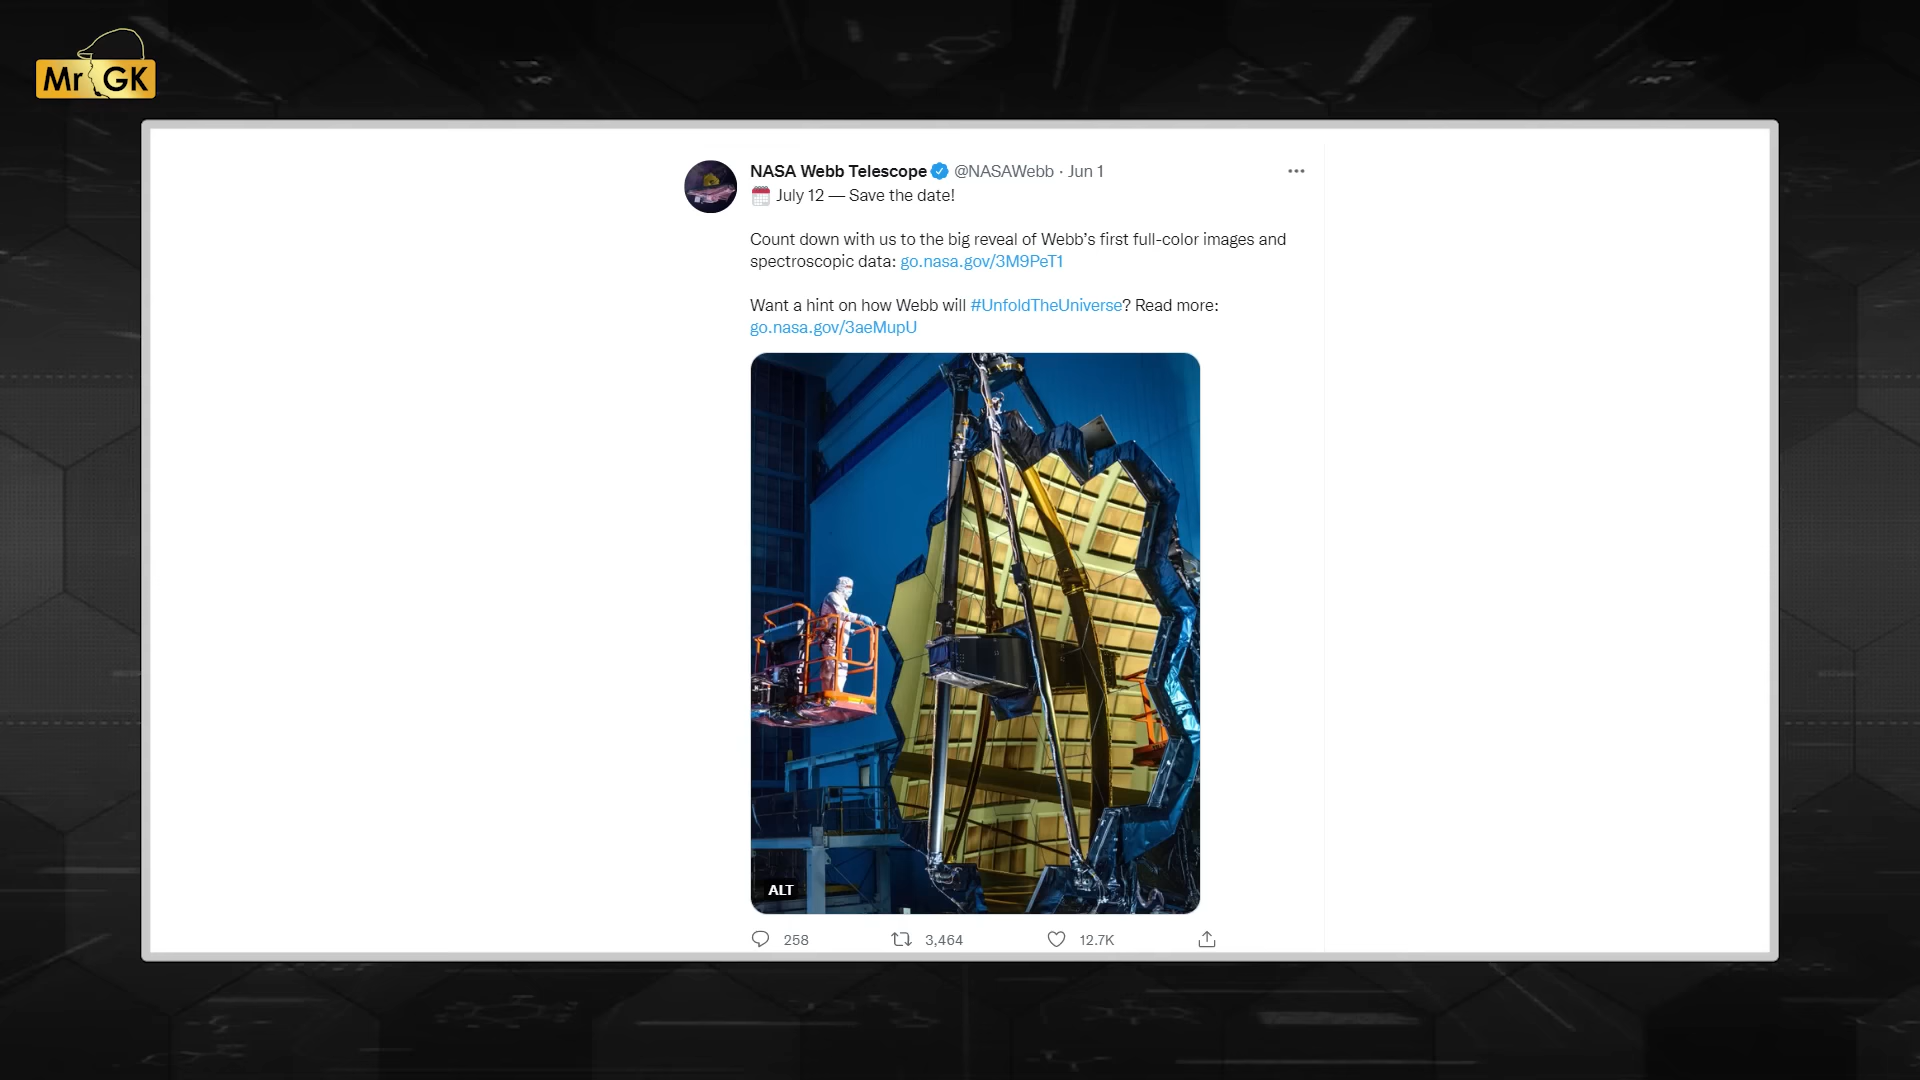 Mr GK
NASA Webb Telescope @NASAWebb · Jun 1
July 12 — Save the date!
Count down with us to the big reveal of Webb’s first full-color images and
spectroscopic data: go.nasa.gov/3M9PeT1
Want a hint on how Webb will #UnfoldTheUniverse? Read more:
go.nasa.gov/3aeMupU
ALT
258 3,464 12.7K